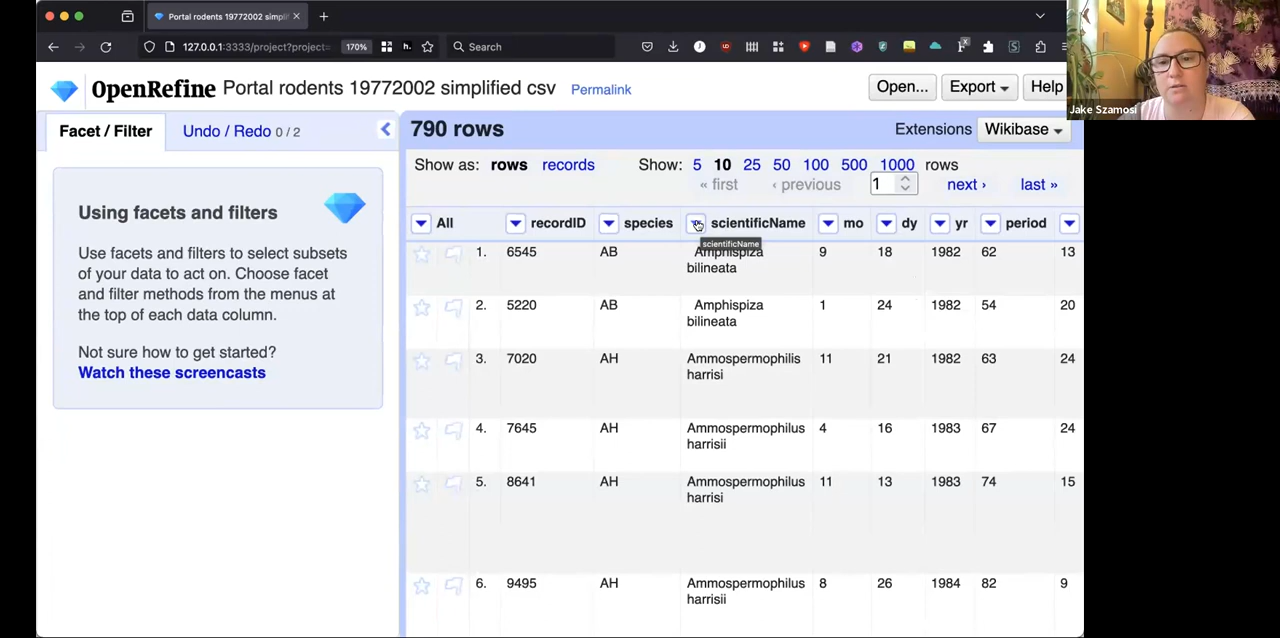 Portal rodents 19772002 simplifi
127.0.0.1:3333/project?project=
170%
h.
Search
Jake Szamosi
OpenRefine Portal rodents 19772002 simplified csv Permalink
Open... Export Help
Facet / Filter Undo / Redo 0 / 2
790 rows
Extensions Wikibase
Show as: rows records Show: 5 10 25 50 100 500 1000 rows
« first ‹ previous 1 next › last »
Using facets and filters
Use facets and filters to select subsets
of your data to act on. Choose facet
and filter methods from the menus at
the top of each data column.
Not sure how to get started?
Watch these screencasts
All recordID species scientificName mo dy yr period
scientificName
1. 6545 AB Amphispiza
bilineata 9 18 1982 62 13
2. 5220 AB Amphispiza
bilineata 1 24 1982 54 20
3. 7020 AH Ammospermophilis
harrisi 11 21 1982 63 24
4. 7645 AH Ammospermophilus
harrisii 4 16 1983 67 24
5. 8641 AH Ammospermophilus
harrisi 11 13 1983 74 15
6. 9495 AH Ammospermophilus
harrisii 8 26 1984 82 9